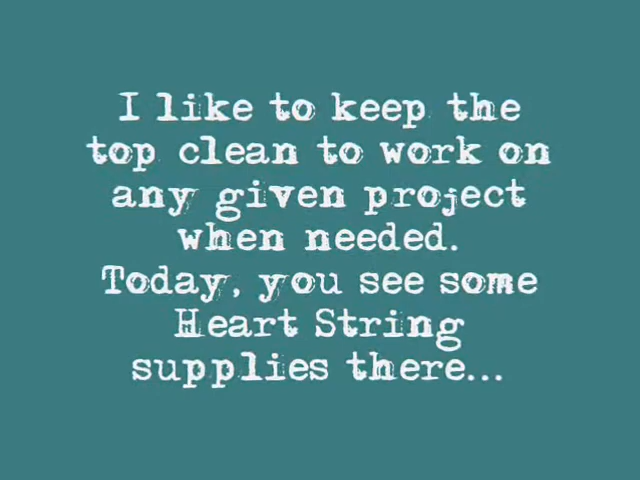 I like to keep the
top clean to work on
any given project
when needed.
Today, you see some
Heart String
supplies there...